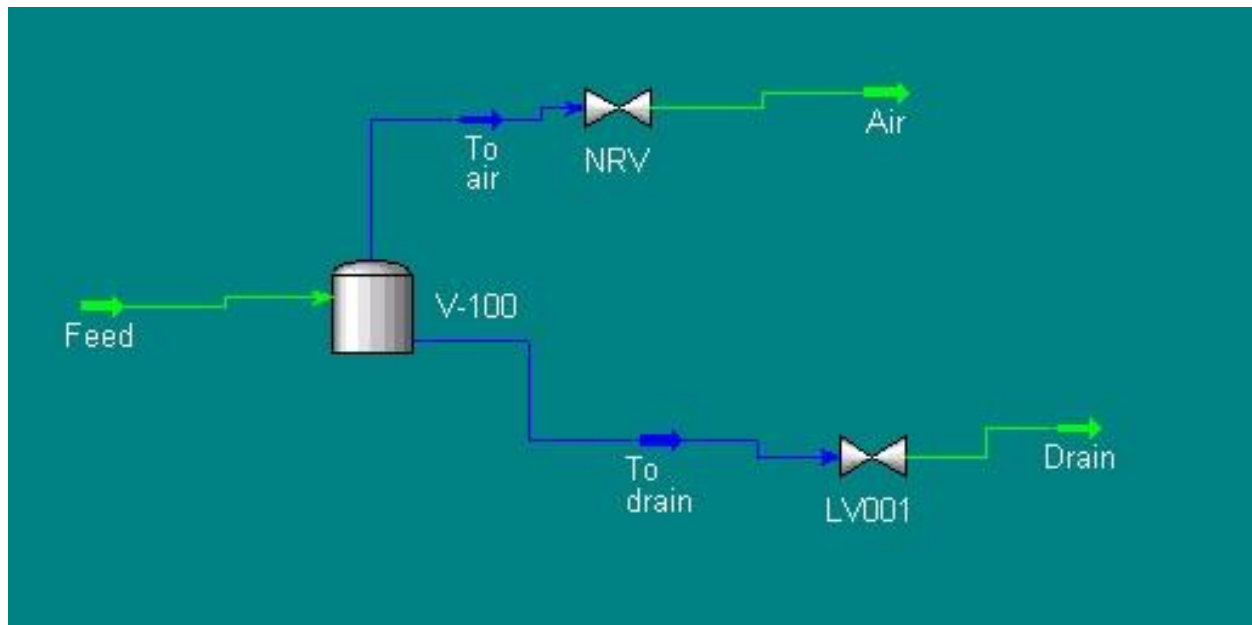 Air
To
air
NRV
V-100
Feed
To
drain
LV001
Drain